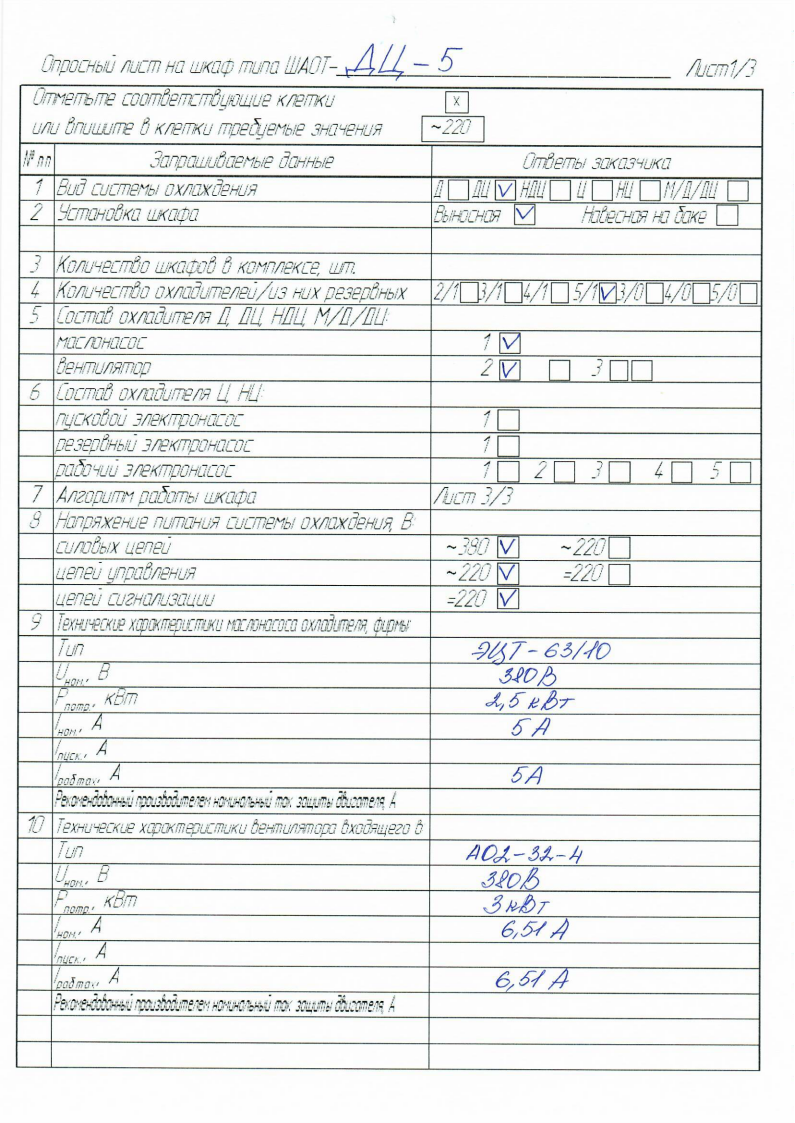 Опросный лист на шкаф типа ШАОТ- ДЦ-5 Лист1/3
Отметьте соответствующие клетки x
или впишите в клетки требуемые значения ~220
№ пп Запрашиваемые данные Ответы заказчика
1 Вид системы охлаждения Д ДЦ V НДЦ Ц НЦ М/Д/ДЦ
2 Установка шкафа Выносная V Навесная на баке
3 Количество шкафов в комплексе, шт.
4 Количество охладителей/из них резервных 2/1 3/1 4/1 5/1 V 3/0 4/0 5/0
5 Состав охладителя Д, ДЦ, НДЦ, М/Д/ДЦ:
маслонасос 1 V
вентилятор 2 V 3
6 Состав охладителя Ц, НЦ:
пусковой электронасос 1
резервный электронасос 1
рабочий электронасос 1 2 3 4 5
7 Алгоритм работы шкафа Лист 3/3
8 Напряжение питания системы охлаждения, В:
силовых цепей ~380 V ~220
цепей управления ~220 V =220
цепей сигнализации =220 V
9 Технические характеристики маслонасоса охладителя, фирмы:
Тип ЭЦТ-63/10
Uном., В 380В
Pпотр., кВт 2,5 кВт
Iном., А 5 А
Iпуск., А
Iраб max, А 5А
Рекомендованный производителем номинальный ток защиты двигателя, А
10 Технические характеристики вентилятора входящего в
Тип АО2-32-4
Uном., В 380В
Pпотр., кВт 3 кВт
Iном., А 6,51 А
Iпуск., А
Iраб max, А 6,51 А
Рекомендованный производителем номинальный ток защиты двигателя, А